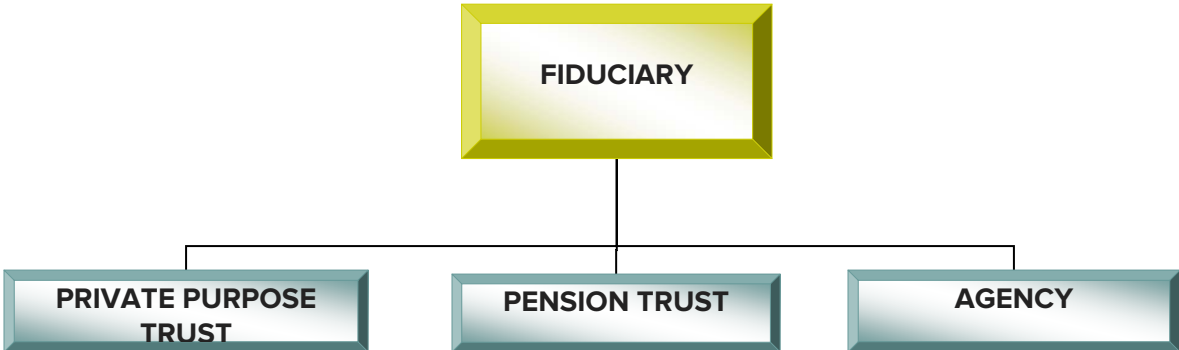 FIDUCIARY
PRIVATE PURPOSE
TRUST
PENSION TRUST
AGENCY